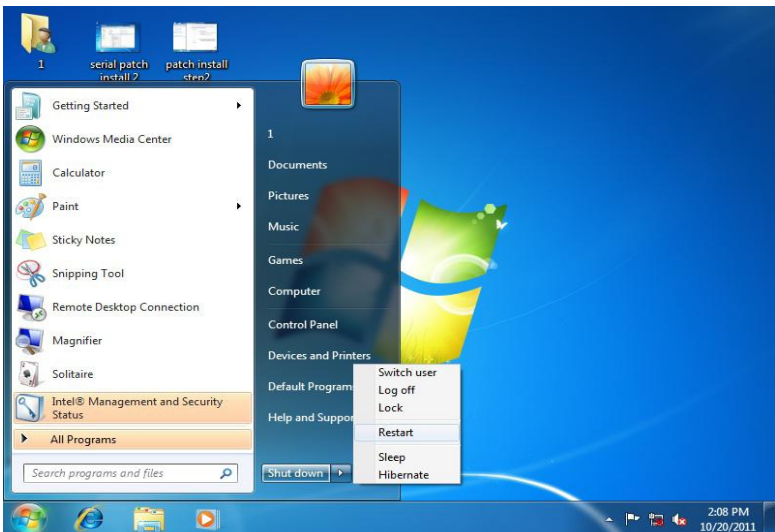 1
serial patch
install 2
patch install
step2
Getting Started
Windows Media Center
Calculator
Paint
Sticky Notes
Snipping Tool
Remote Desktop Connection
Magnifier
Solitaire
Intel® Management and Security
Status
All Programs
Search programs and files
1
Documents
Pictures
Music
Games
Computer
Control Panel
Devices and Printers
Default Program
Help and Suppor
Shut down
Switch user
Log off
Lock
Restart
Sleep
Hibernate
2:08 PM
10/20/2011